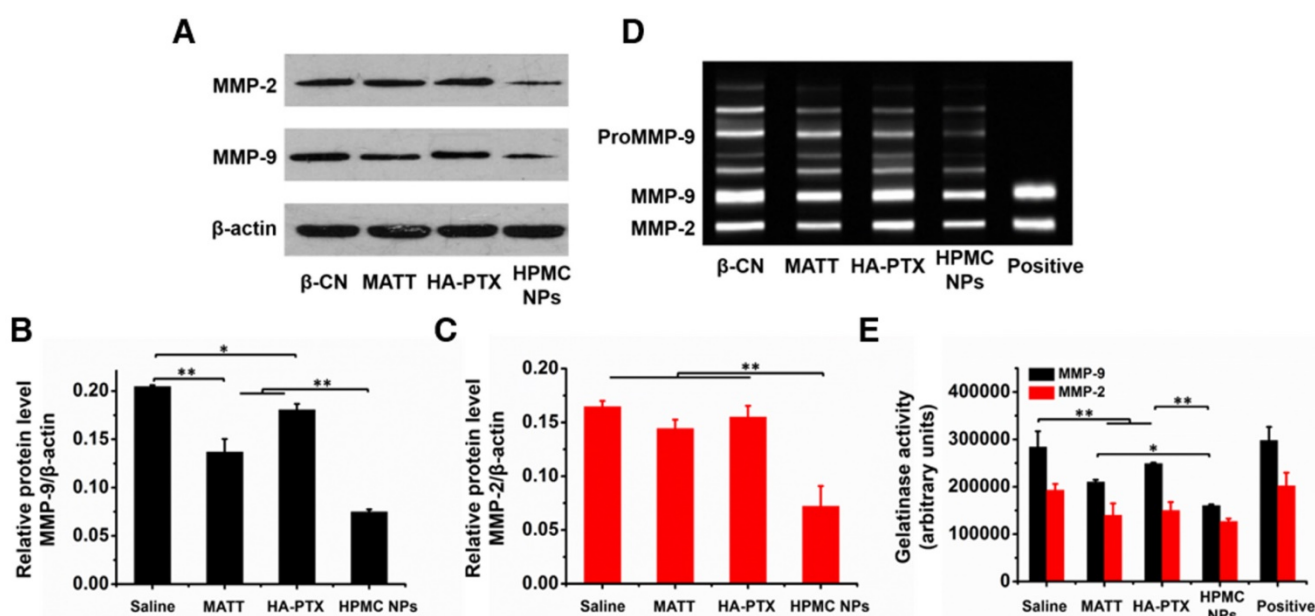 A
MMP-2
MMP-9
β-actin
β-CN MATT HA-PTX HPMC
NPs
D
ProMMP-9
MMP-9
MMP-2
β-CN MATT HA-PTX HPMC
NPs
Positive
B
Relative protein level
MMP-9/β-actin
0.20
0.15
0.10
0.05
0.00
*
**
**
Saline MATT HA-PTX HPMC NPs
C
Relative protein level
MMP-2/β-actin
0.20
0.15
0.10
0.05
0.00
**
Saline MATT HA-PTX HPMC NPs
E
Gelatinase activity
(arbitrary units)
400000
300000
200000
100000
0
MMP-9
MMP-2
**
**
*
Saline MATT HA-PTX HPMC
NPs
Positive